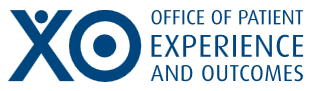 XO
OFFICE OF PATIENT
EXPERIENCE
AND OUTCOMES